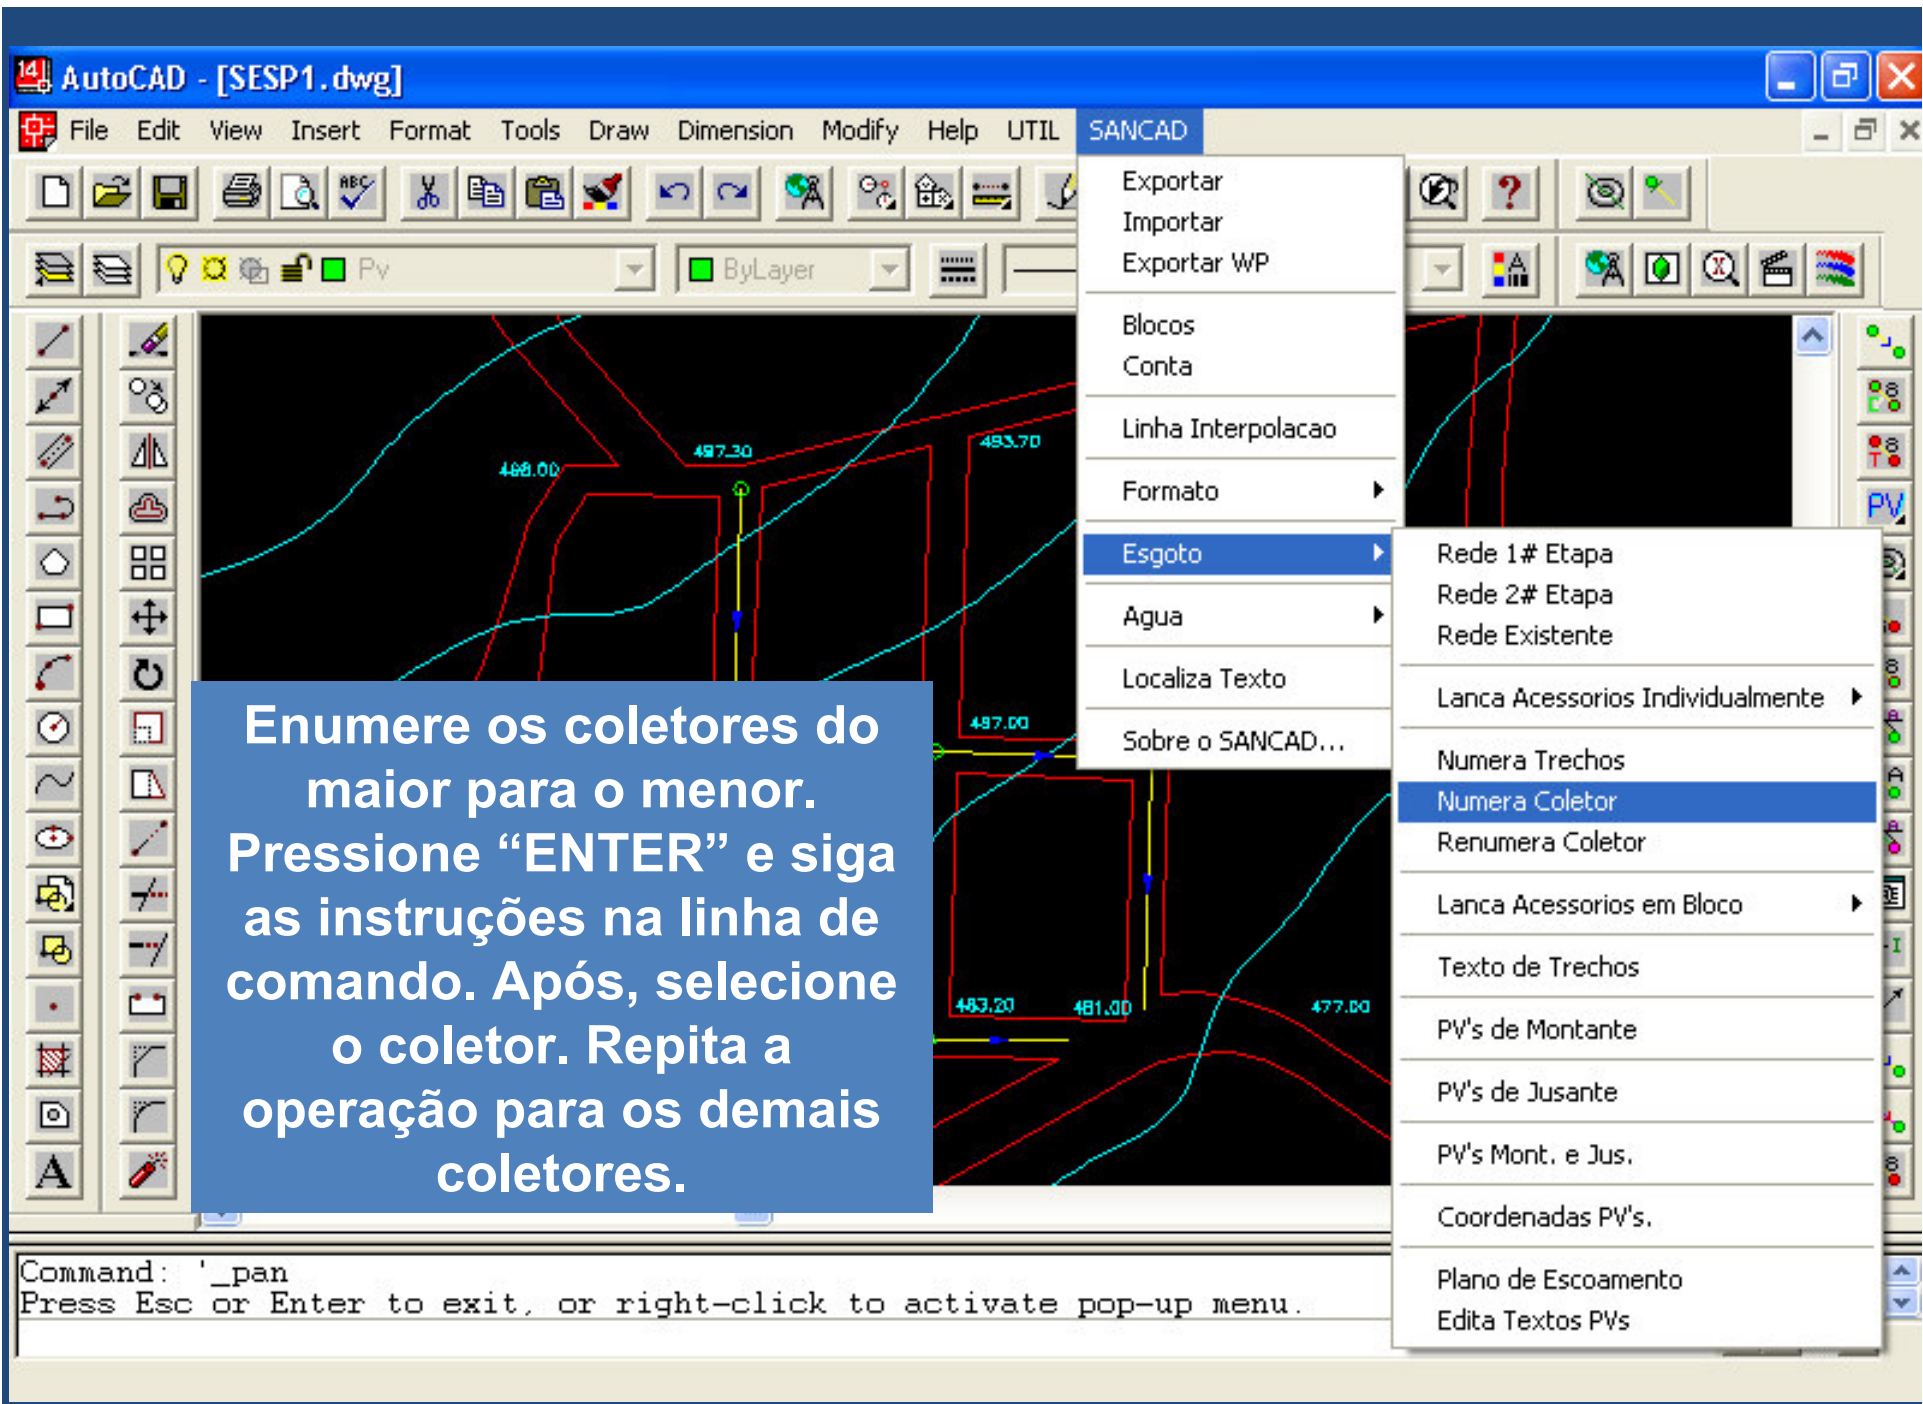 AutoCAD - [SESP1.dwg]
File Edit View Insert Format Tools Draw Dimension Modify Help UTIL SANCAD
Exportar
Importar
Exportar WP
Blocos
Conta
Linha Interpolacao
Formato
Esgoto
Agua
Localiza Texto
Sobre o SANCAD...
Rede 1# Etapa
Rede 2# Etapa
Rede Existente
Lanca Acessorios Individualmente
Numera Trechos
Numera Coletor
Renumera Coletor
Lanca Acessorios em Bloco
Texto de Trechos
PV's de Montante
PV's de Jusante
PV's Mont. e Jus.
Coordenadas PV's.
Plano de Escoamento
Edita Textos PVs
Pv
ByLayer
PV
498.00
497.30
493.70
487.00
483.20
481.00
477.00
Enumere os coletores do
maior para o menor.
Pressione “ENTER” e siga
as instruções na linha de
comando. Após, selecione
o coletor. Repita a
operação para os demais
coletores.
Command: '_pan
Press Esc or Enter to exit, or right-click to activate pop-up menu.